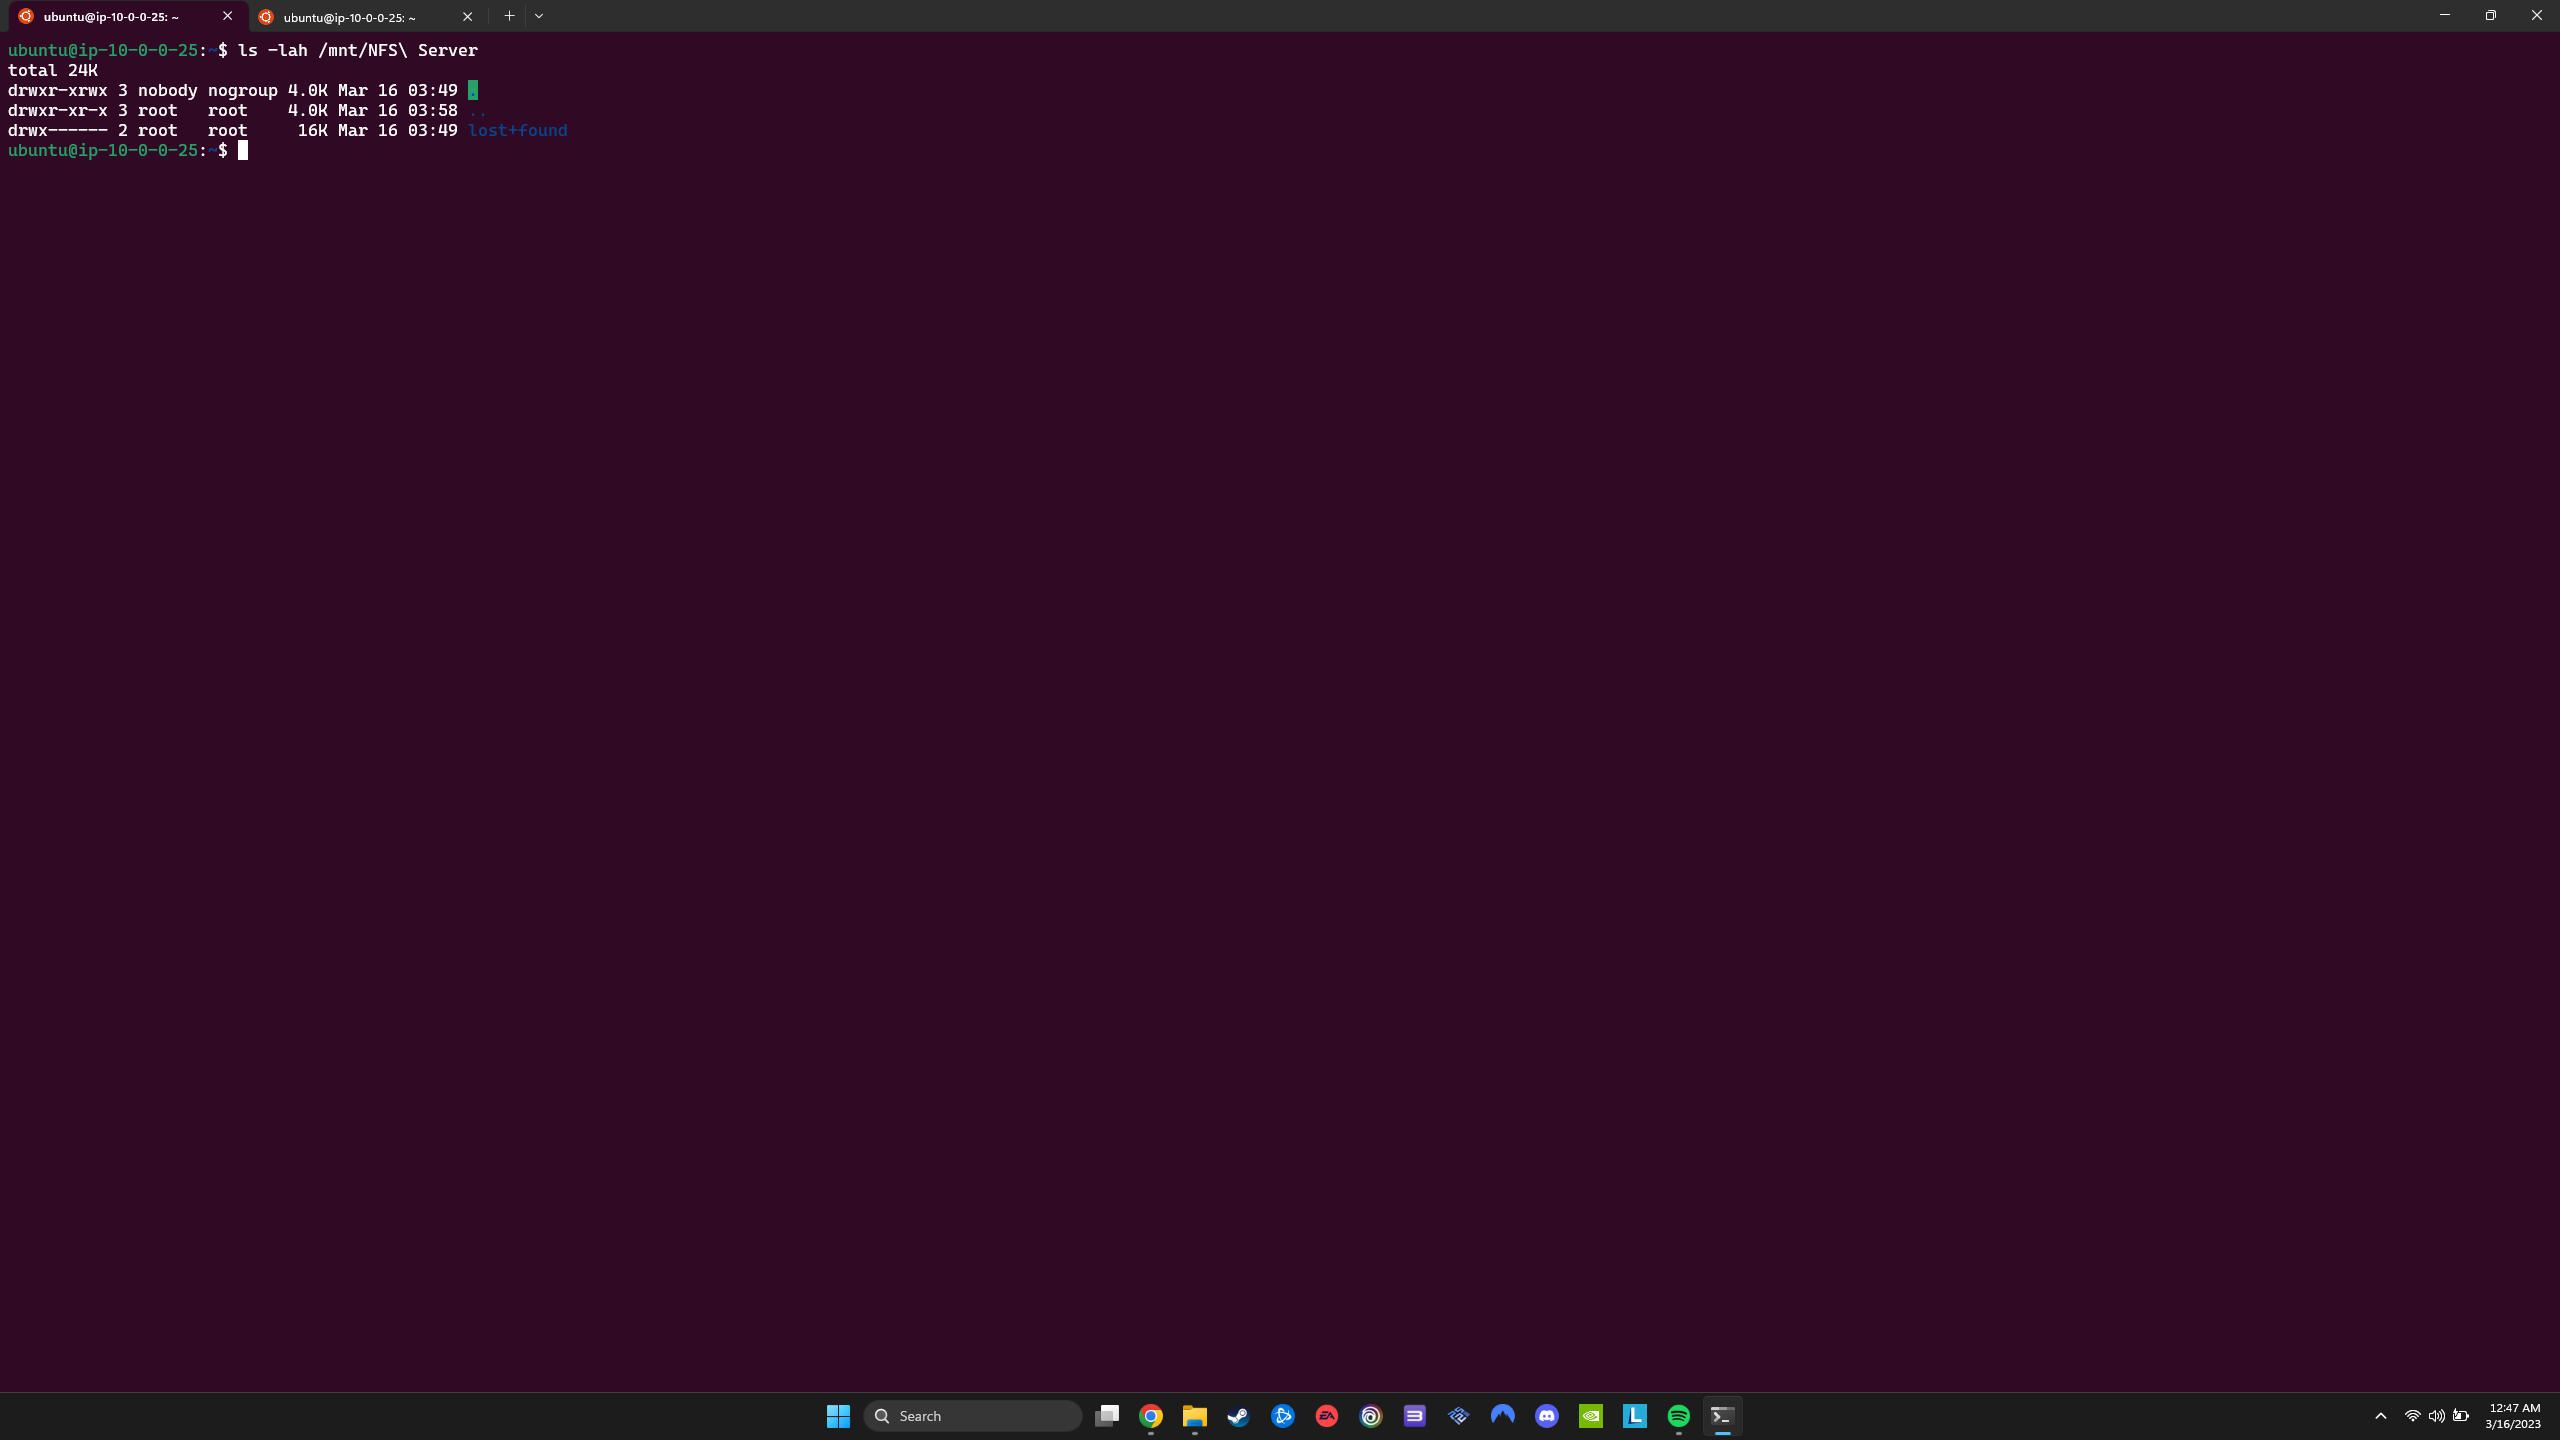 ubuntu@ip-10-0-0-25: ~
ubuntu@ip-10-0-0-25: ~
ubuntu@ip-10-0-0-25:~$ ls -lah /mnt/NFS\ Server
total 24K
drwxr-xrwx 3 nobody nogroup 4.0K Mar 16 03:49 .
drwxr-xr-x 3 root   root    4.0K Mar 16 03:58 ..
drwx------ 2 root   root     16K Mar 16 03:49 lost+found
ubuntu@ip-10-0-0-25:~$
Search
12:47 AM
3/16/2023